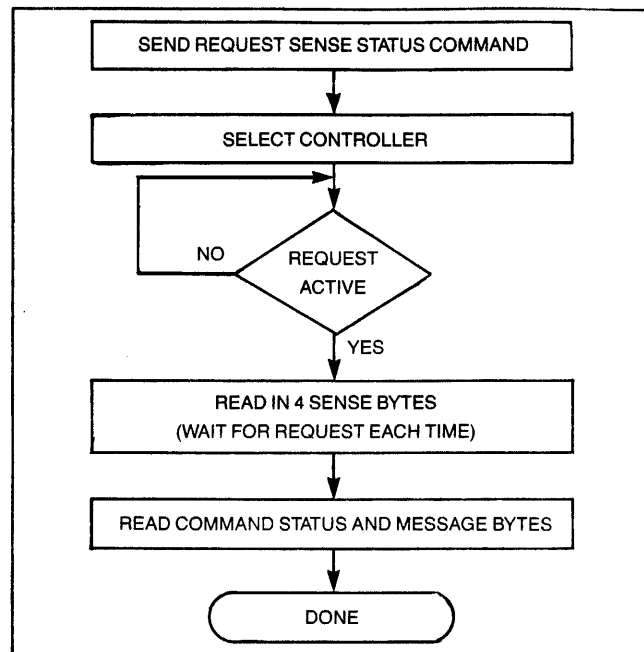 SEND REQUEST SENSE STATUS COMMAND
SELECT CONTROLLER
NO
REQUEST
ACTIVE
YES
READ IN 4 SENSE BYTES
(WAIT FOR REQUEST EACH TIME)
READ COMMAND STATUS AND MESSAGE BYTES
DONE